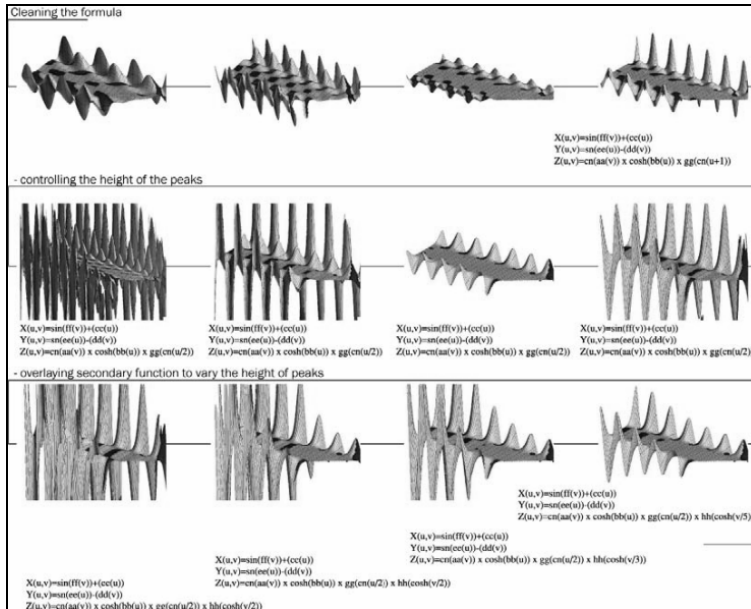 Cleaning the formula
X(u,v)=sin(ff(v))+(cc(u))
Y(u,v)=sn(ee(u))-(dd(v))
Z(u,v)=cn(aa(v)) x cosh(bb(u)) x gg(cn(u+1))
- controlling the height of the peaks
X(u,v)=sin(ff(v))+(cc(u))
Y(u,v)=sn(ee(u))-(dd(v))
Z(u,v)=cn(aa(v)) x cosh(bb(u)) x gg(cn(u/2))
X(u,v)=sin(ff(v))+(cc(u))
Y(u,v)=sn(ee(u))-(dd(v))
Z(u,v)=cn(aa(v)) x cosh(bb(u)) x gg(cn(u/2))
X(u,v)=sin(ff(v))+(cc(u))
Y(u,v)=sn(ee(u))-(dd(v))
Z(u,v)=cn(aa(v)) x cosh(bb(u)) x gg(cn(u/2))
X(u,v)=sin(ff(v))+(cc(u))
Y(u,v)=sn(ee(u))-(dd(v))
Z(u,v)=cn(aa(v)) x cosh(bb(u)) x gg(cn(u/2)
- overlaying secondary function to vary the height of peaks
X(u,v)=sin(ff(v))+(cc(u))
Y(u,v)=sn(ee(u))-(dd(v))
Z(u,v)=cn(aa(v)) x cosh(bb(u)) x gg(cn(u/2)) x hh(cosh(v/5)
X(u,v)=sin(ff(v))+(cc(u))
Y(u,v)=sn(ee(u))-(dd(v))
Z(u,v)=cn(aa(v)) x cosh(bb(u)) x gg(cn(u/2)) x hh(cosh(v/3))
X(u,v)=sin(ff(v))+(cc(u))
Y(u,v)=sn(ee(u))-(dd(v))
Z(u,v)=cn(aa(v)) x cosh(bb(u)) x gg(cn(u/2)) x hh(cosh(v/2))
X(u,v)=sin(ff(v))+(cc(u))
Y(u,v)=sn(ee(u))-(dd(v))
Z(u,v)=cn(aa(v)) x cosh(bb(u)) x gg(cn(u/2)) x hh(cosh(v/2))